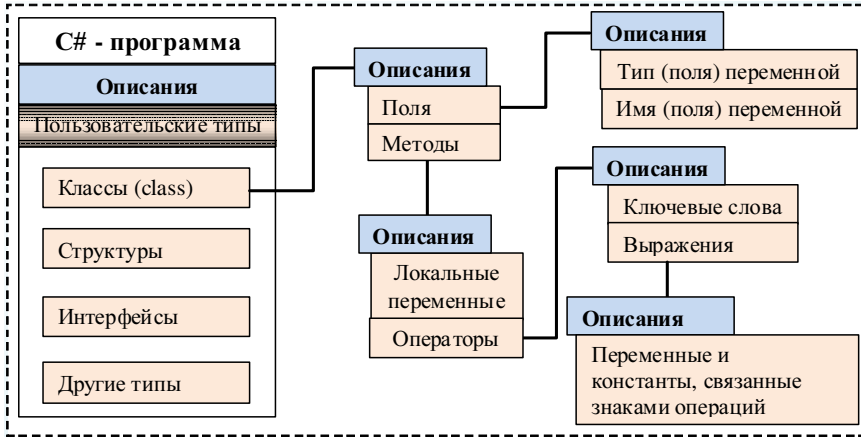 C# - программа
Описания
Пользовательские типы
Классы (class)
Структуры
Интерфейсы
Другие типы
Описания
Поля
Методы
Описания
Тип (поля) переменной
Имя (поля) переменной
Описания
Локальные
переменные
Операторы
Описания
Ключевые слова
Выражения
Описания
Переменные и
константы, связанные
знаками операций